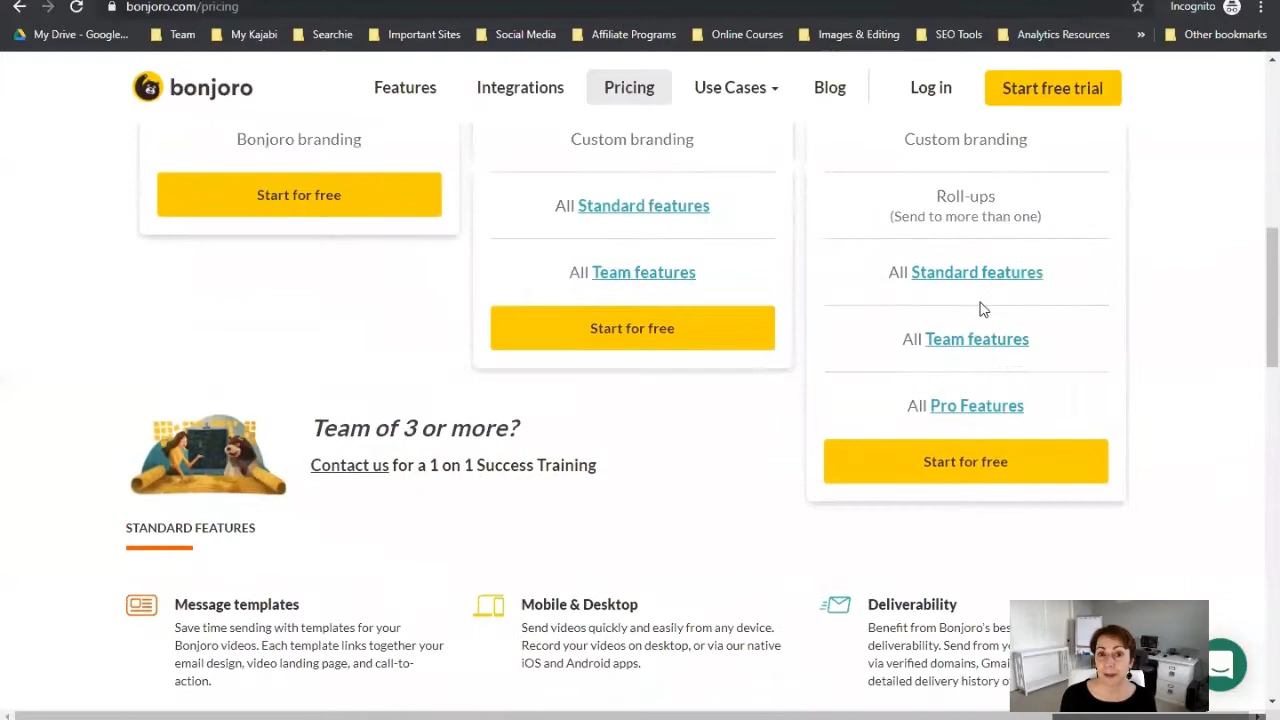 bonjoro.com/pricing
Incognito
My Drive - Google...
Team
My Kajabi
Searchie
Important Sites
Social Media
Affiliate Programs
Online Courses
Images & Editing
SEO Tools
Analytics Resources
»
Other bookmarks
bonjoro
Features
Integrations
Pricing
Use Cases
Blog
Log in
Start free trial
Bonjoro branding
Start for free
Custom branding
All Standard features
All Team features
Start for free
Custom branding
Roll-ups
(Send to more than one)
All Standard features
All Team features
All Pro Features
Start for free
Team of 3 or more?
Contact us for a 1 on 1 Success Training
STANDARD FEATURES
Message templates
Save time sending with templates for your
Bonjoro videos. Each template links together your
email design, video landing page, and call-to-
action.
Mobile & Desktop
Send videos quickly and easily from any device.
Record your videos on desktop, or via our native
iOS and Android apps.
Deliverability
Benefit from Bonjoro's bes
deliverability. Send from yo
via verified domains, Gmai
detailed delivery history o